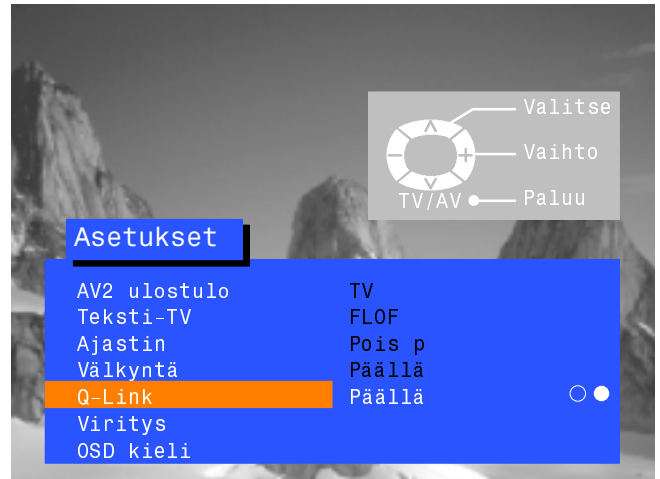 Valitse
Vaihto
TV/AV Paluu
Asetukset
AV2 ulostulo TV
Teksti-TV FLOF
Ajastin Pois p
Välkyntä Päällä
Q-Link Päällä
Viritys
OSD kieli